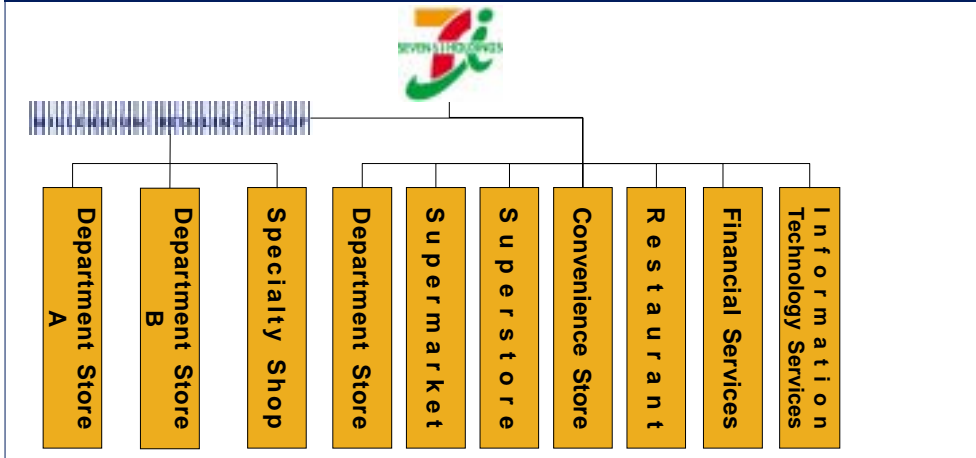 SEVEN & I HOLDINGS
MILLENNIUM RETAILING GROUP
Department Store
A
Department Store
B
Specialty Shop
Department Store
Supermarket
Superstore
Convenience Store
Restaurant
Financial Services
Information
Technology Services